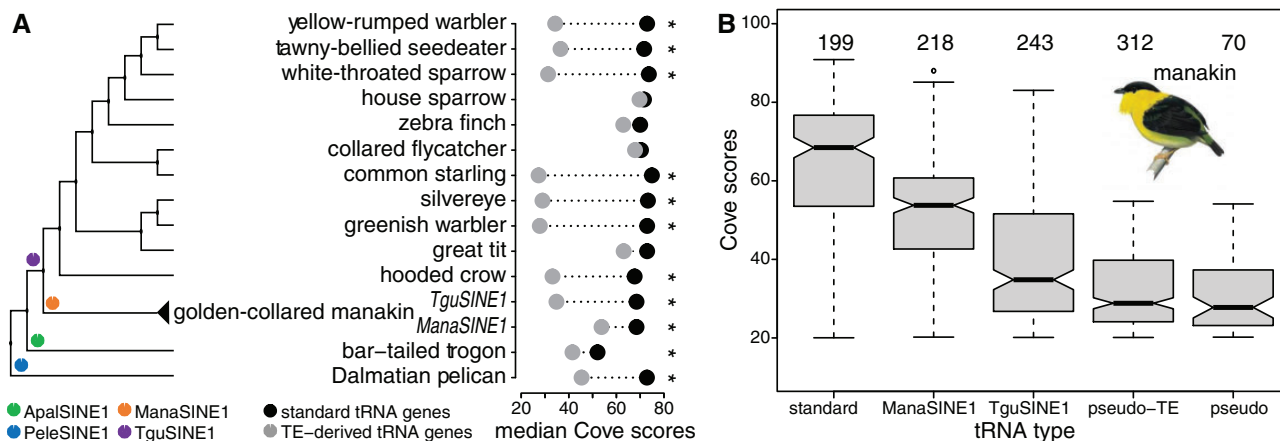 A
yellow-rumped warbler *
tawny-bellied seedeater *
white-throated sparrow *
house sparrow
zebra finch
collared flycatcher
common starling *
silvereye *
greenish warbler *
great tit
hooded crow *
TguSINE1 *
golden-collared manakin
ManaSINE1 *
bar–tailed trogon *
Dalmatian pelican *
20 40 60 80
median Cove scores
ApalSINE1 ManaSINE1
PeleSINE1 TguSINE1
standard tRNA genes
TE–derived tRNA genes
B
Cove scores
100
80
60
40
20
199 218 243 312 70
manakin
standard ManaSINE1 TguSINE1 pseudo–TE pseudo
tRNA type